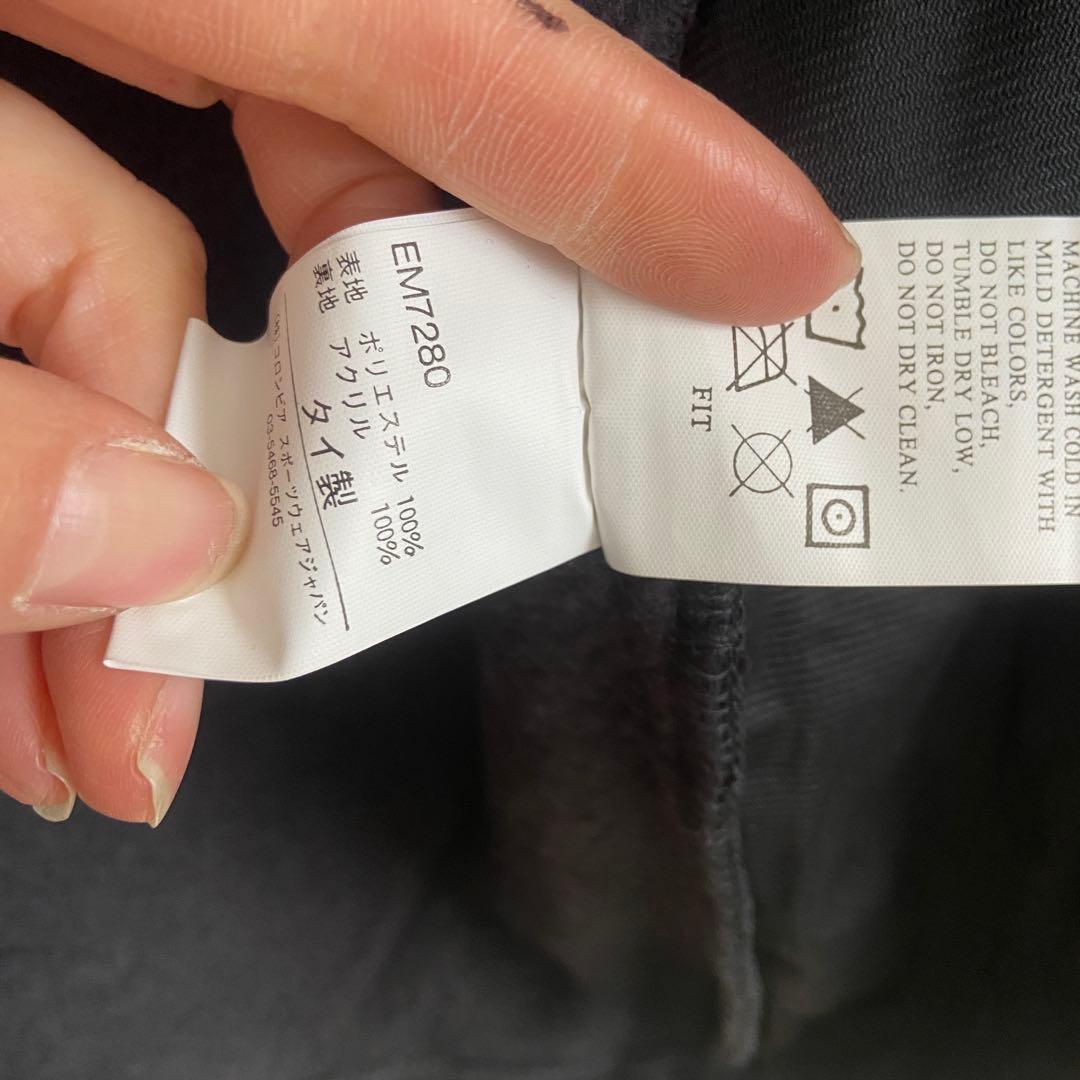 EM7280
表地 ポリエステル 100%
裏地 アクリル 100%
タイ製
(株)コロンビア スポーツウェアジャパン
03-5468-5545
MACHINE WASH COLD IN
MILD DETERGENT WITH
LIKE COLORS,
DO NOT BLEACH,
TUMBLE DRY LOW,
DO NOT IRON,
DO NOT DRY CLEAN.
FIT